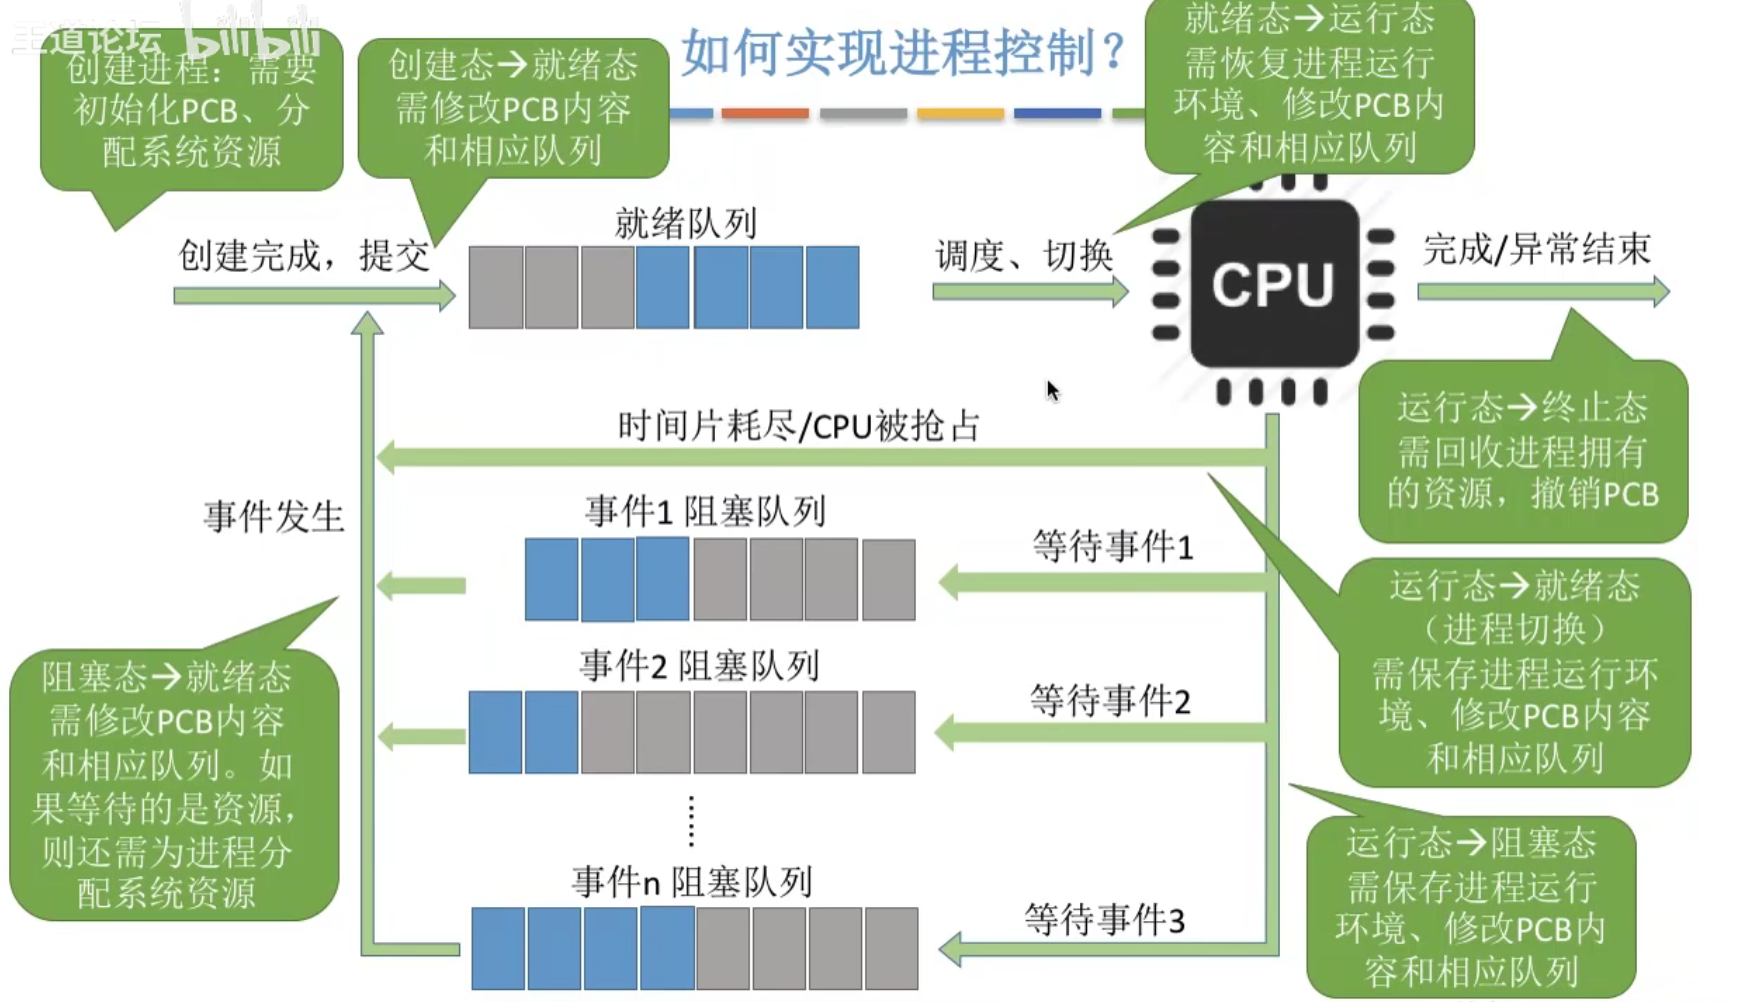 王道论坛 bilibili
创建进程：需要
初始化PCB、分
配系统资源
创建态→就绪态
需修改PCB内容
和相应队列
如何实现进程控制？
就绪态→运行态
需恢复进程运行
环境、修改PCB内
容和相应队列
创建完成，提交
就绪队列
调度、切换
CPU
完成/异常结束
运行态→终止态
需回收进程拥有
的资源，撤销PCB
时间片耗尽/CPU被抢占
事件发生
事件1 阻塞队列
等待事件1
运行态→就绪态
（进程切换）
需保存进程运行环
境、修改PCB内容
和相应队列
阻塞态→就绪态
需修改PCB内容
和相应队列。如
果等待的是资源，
则还需为进程分
配系统资源
事件2 阻塞队列
等待事件2
事件n 阻塞队列
等待事件3
运行态→阻塞态
需保存进程运行
环境、修改PCB内
容和相应队列